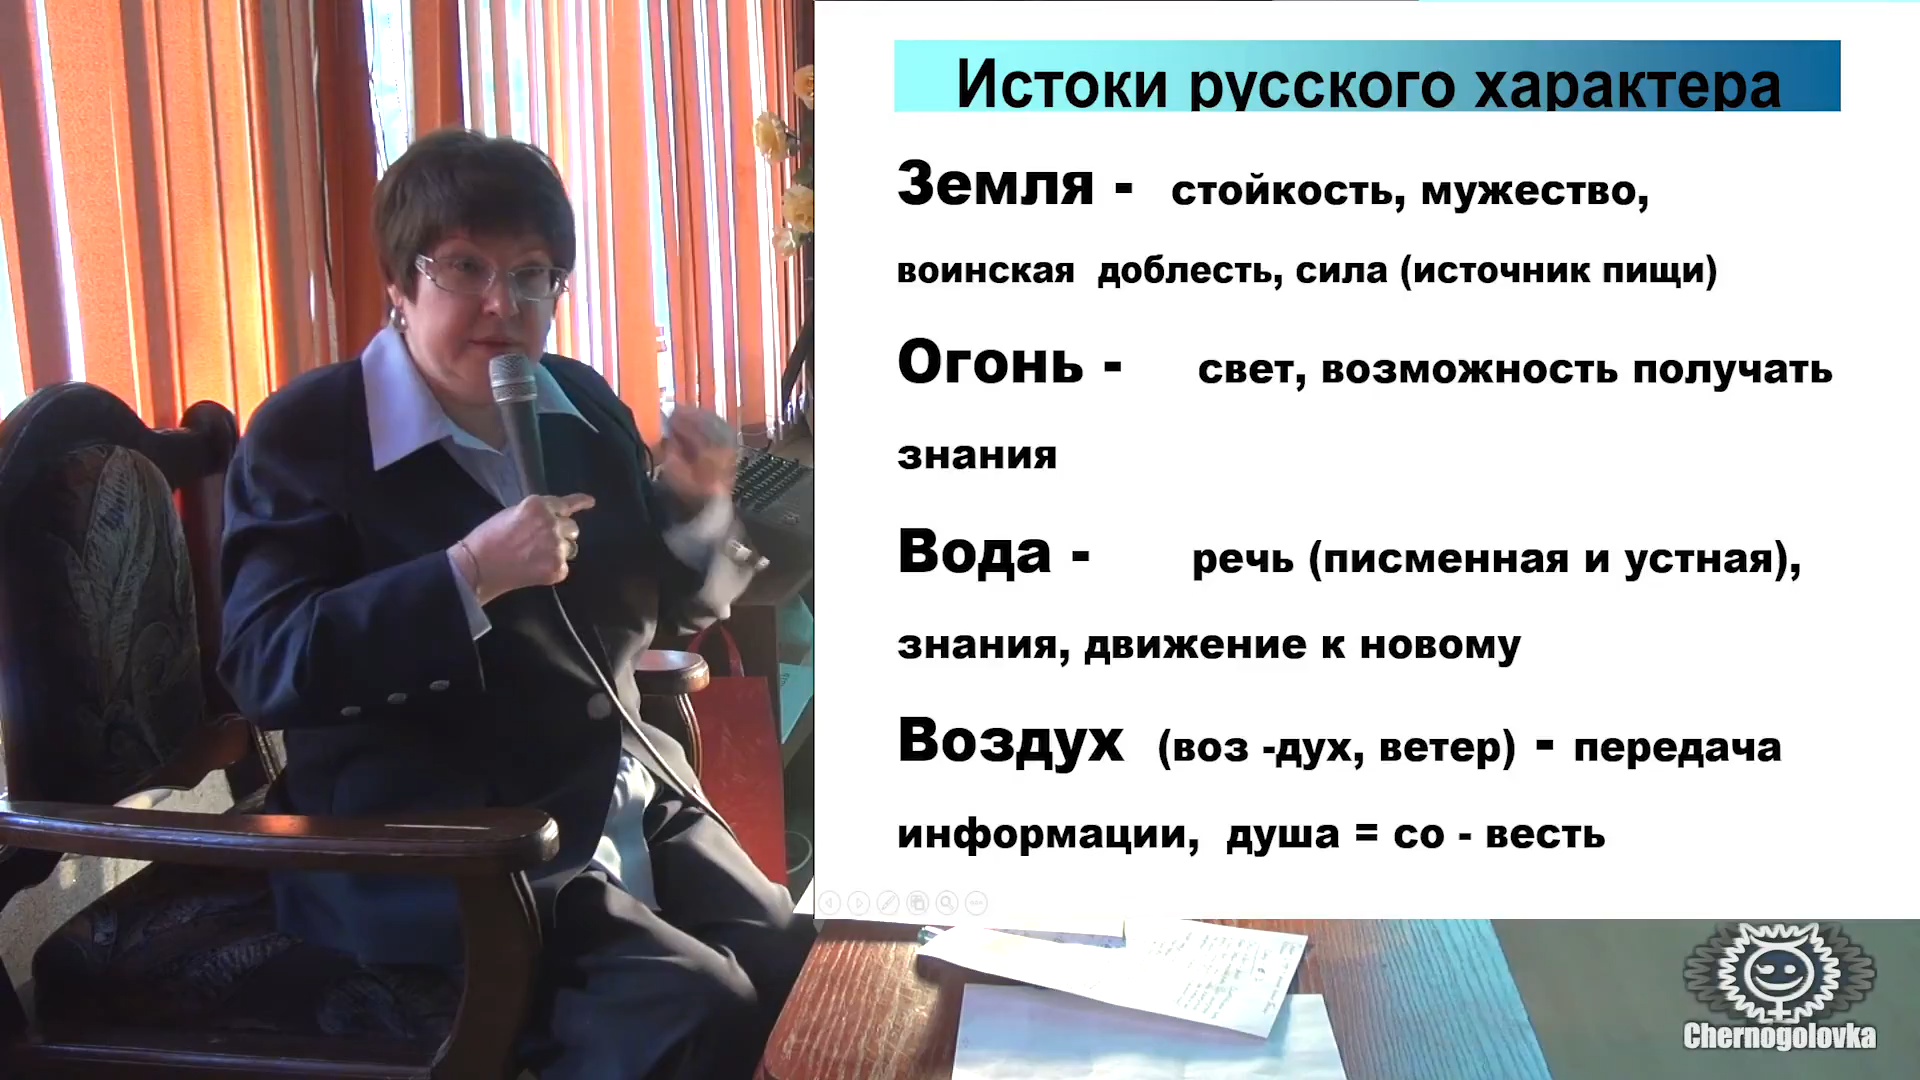 Истоки русского характера
Земля - стойкость, мужество,
воинская доблесть, сила (источник пищи)
Огонь - свет, возможность получать
знания
Вода - речь (писменная и устная),
знания, движение к новому
Воздух (воз -дух, ветер) - передача
информации, душа = со - весть
Chernogolovka